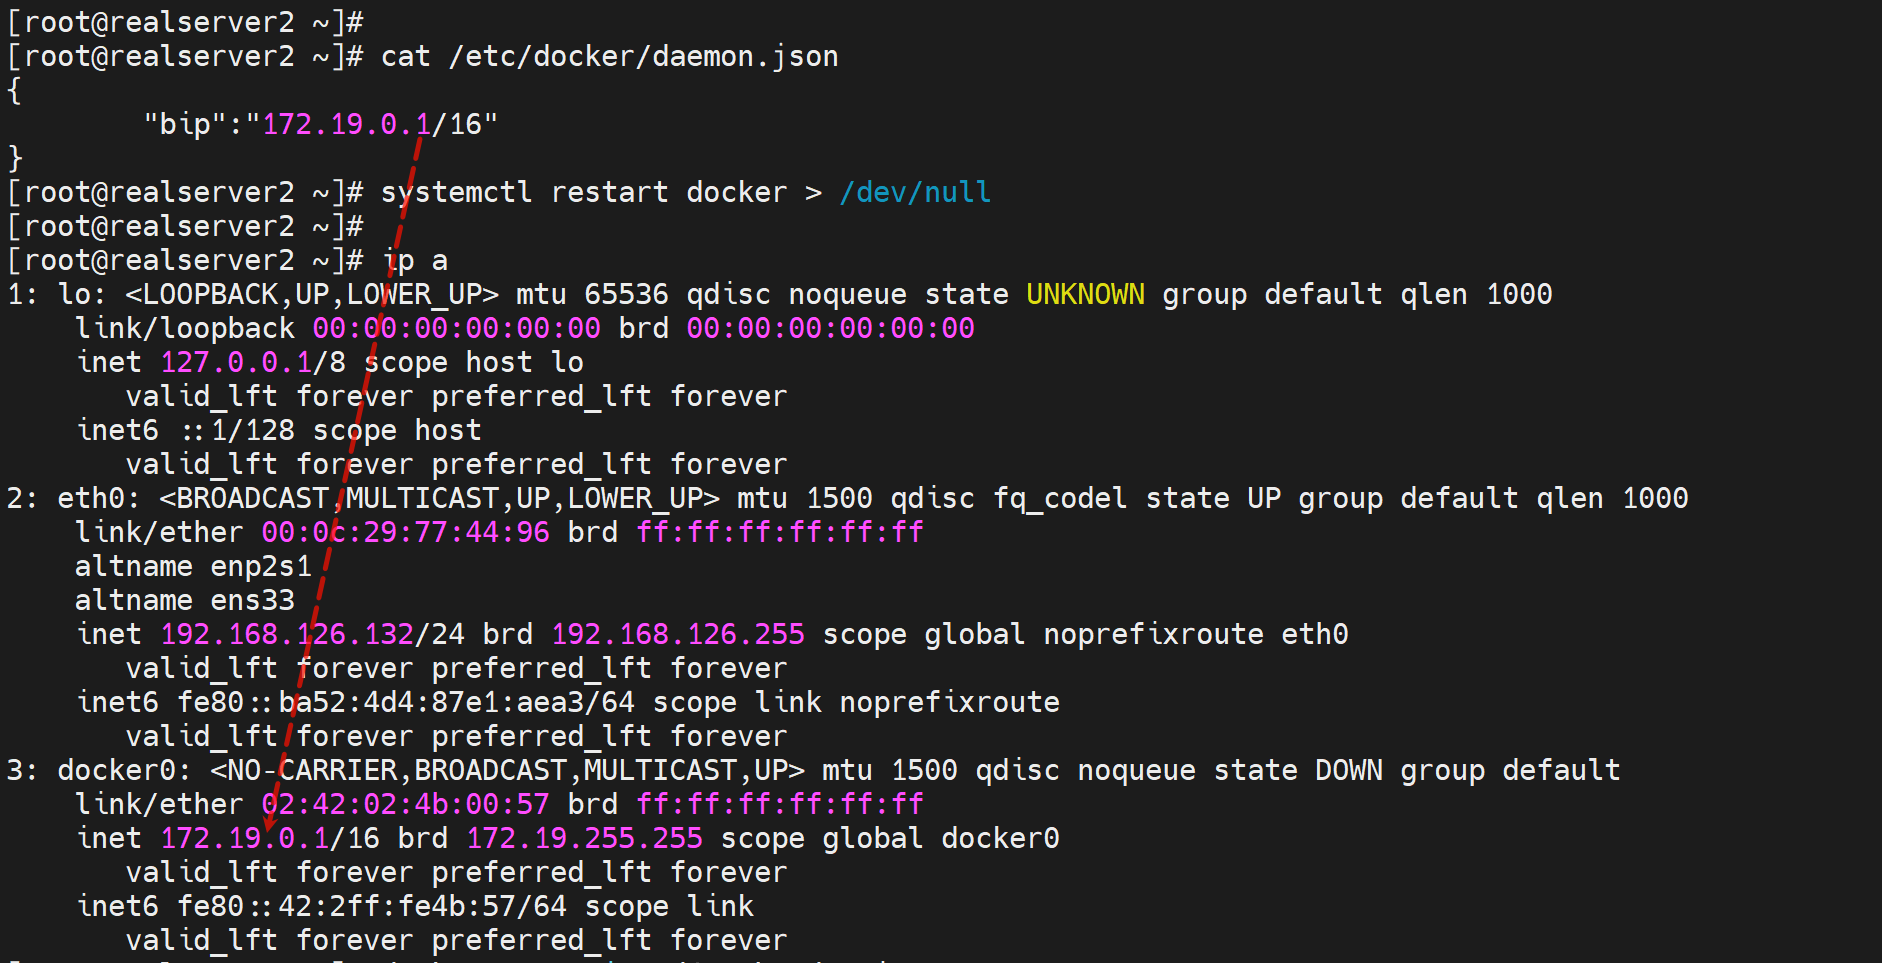 [root@realserver2 ~]#
[root@realserver2 ~]# cat /etc/docker/daemon.json
{
        "bip":"172.19.0.1/16"
}
[root@realserver2 ~]# systemctl restart docker > /dev/null
[root@realserver2 ~]#
[root@realserver2 ~]# ip a
1: lo: <LOOPBACK,UP,LOWER_UP> mtu 65536 qdisc noqueue state UNKNOWN group default qlen 1000
    link/loopback 00:00:00:00:00:00 brd 00:00:00:00:00:00
    inet 127.0.0.1/8 scope host lo
       valid_lft forever preferred_lft forever
    inet6 ::1/128 scope host
       valid_lft forever preferred_lft forever
2: eth0: <BROADCAST,MULTICAST,UP,LOWER_UP> mtu 1500 qdisc fq_codel state UP group default qlen 1000
    link/ether 00:0c:29:77:44:96 brd ff:ff:ff:ff:ff:ff
    altname enp2s1
    altname ens33
    inet 192.168.126.132/24 brd 192.168.126.255 scope global noprefixroute eth0
       valid_lft forever preferred_lft forever
    inet6 fe80::ba52:4d4:87e1:aea3/64 scope link noprefixroute
       valid_lft forever preferred_lft forever
3: docker0: <NO-CARRIER,BROADCAST,MULTICAST,UP> mtu 1500 qdisc noqueue state DOWN group default
    link/ether 02:42:02:4b:00:57 brd ff:ff:ff:ff:ff:ff
    inet 172.19.0.1/16 brd 172.19.255.255 scope global docker0
       valid_lft forever preferred_lft forever
    inet6 fe80::42:2ff:fe4b:57/64 scope link
       valid_lft forever preferred_lft forever